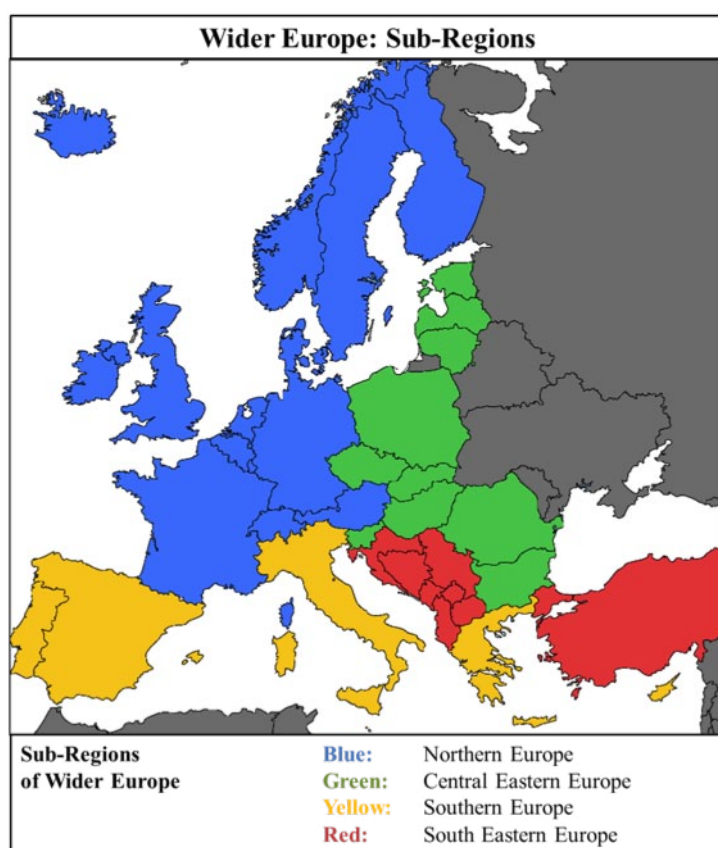 Wider Europe: Sub-Regions
Sub-Regions
of Wider Europe
Blue: Northern Europe
Green: Central Eastern Europe
Yellow: Southern Europe
Red: South Eastern Europe